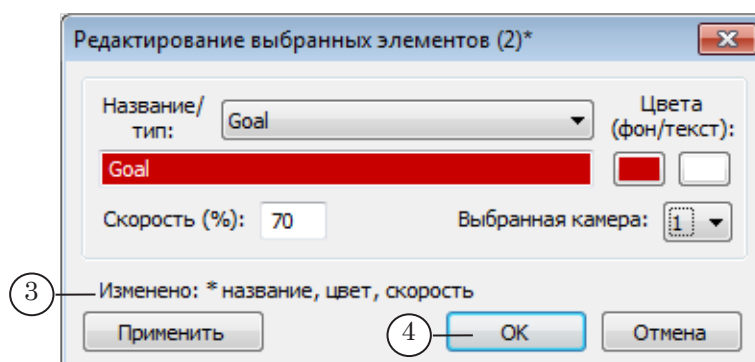 Редактирование выбранных элементов (2)*
Название/
тип:
Goal
Цвета
(фон/текст):
Goal
Скорость (%): 70
Выбранная камера: 1
3
Изменено: * название, цвет, скорость
Применить
4
OK
Отмена